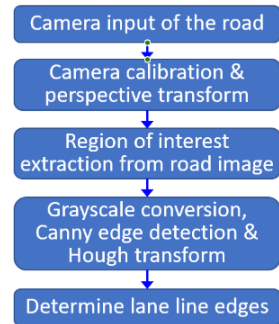 Camera input of the road
Camera calibration &
perspective transform
Region of interest
extraction from road image
Grayscale conversion,
Canny edge detection &
Hough transform
Determine lane line edges